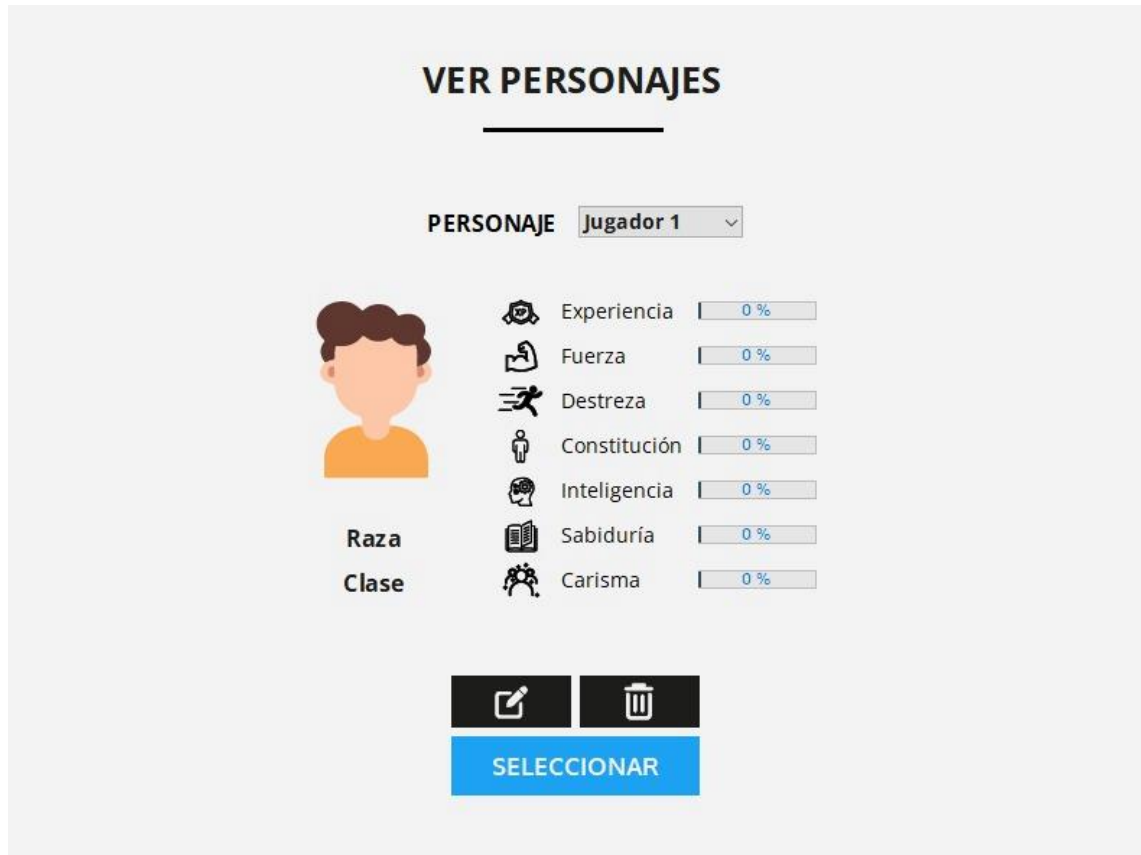 VER PERSONAJES
PERSONAJE Jugador 1
XP Experiencia 0 %
Fuerza 0 %
Destreza 0 %
Constitución 0 %
Inteligencia 0 %
Raza Sabiduría 0 %
Clase Carisma 0 %
SELECCIONAR